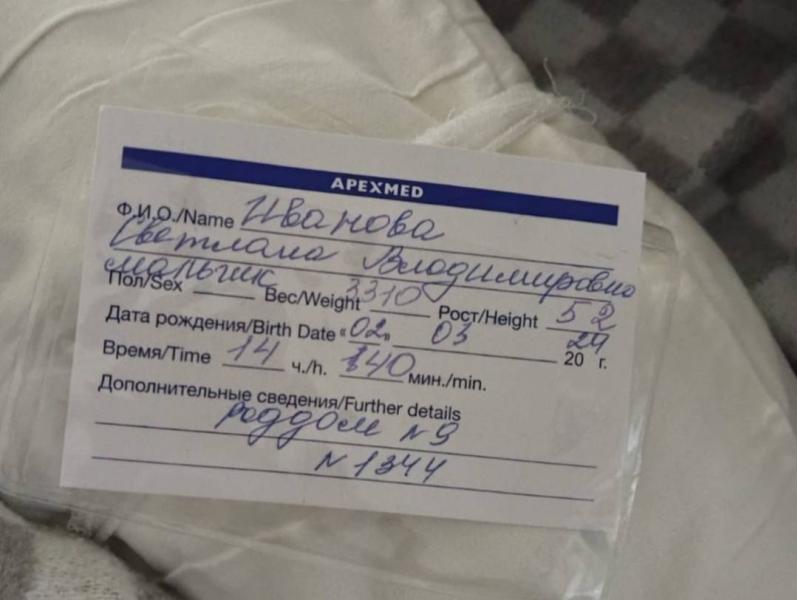 APEXMED
Ф.И.О./Name Иванова
Светлана Владимировна
мальчик
Пол/Sex Вес/Weight 3310 Рост/Height 52
Дата рождения/Birth Date «02» 03 20 24 г.
Время/Time 14 ч./h. 40 мин./min.
Дополнительные сведения/Further details
роддом N9
N 1344